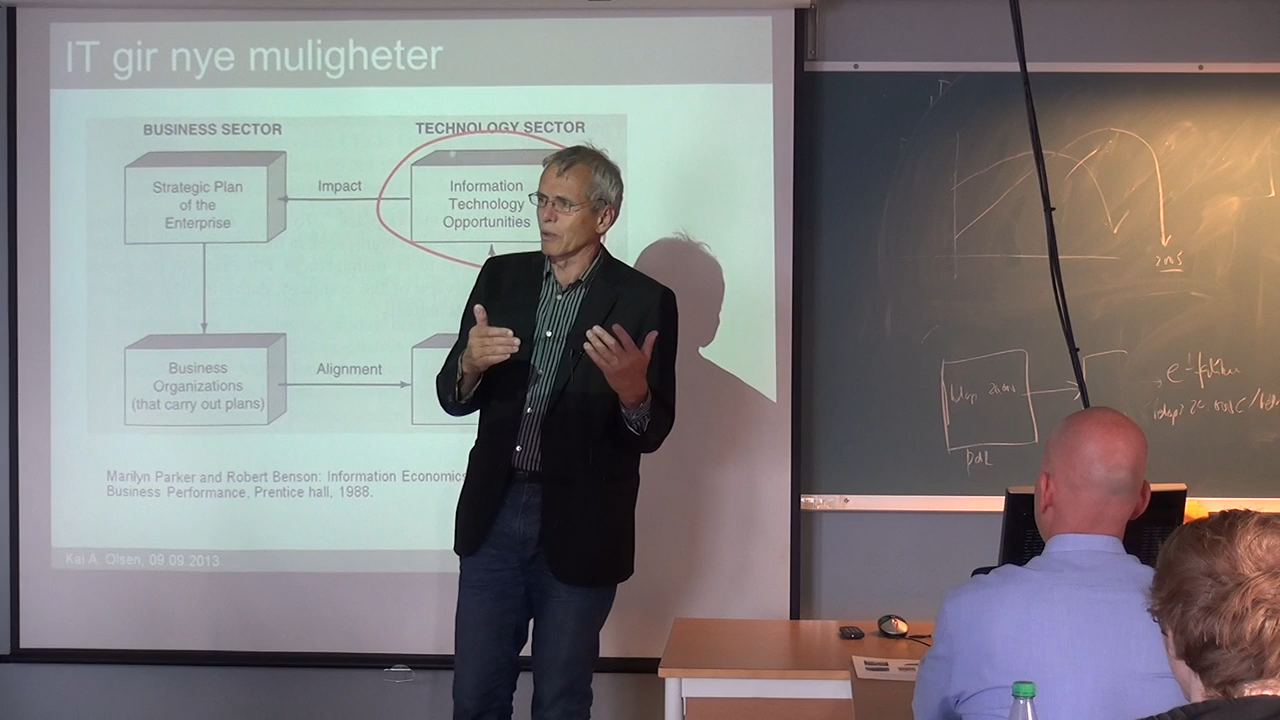 IT gir nye muligheter
BUSINESS SECTOR
TECHNOLOGY SECTOR
Strategic Plan
of the
Enterprise
Impact
Information
Technology
Opportunities
Business
Organizations
(that carry out plans)
Alignment
Marilyn Parker and Robert Benson: Information Economics
Business Performance, Prentice hall, 1988.
Kai A. Olsen, 09.09.2013